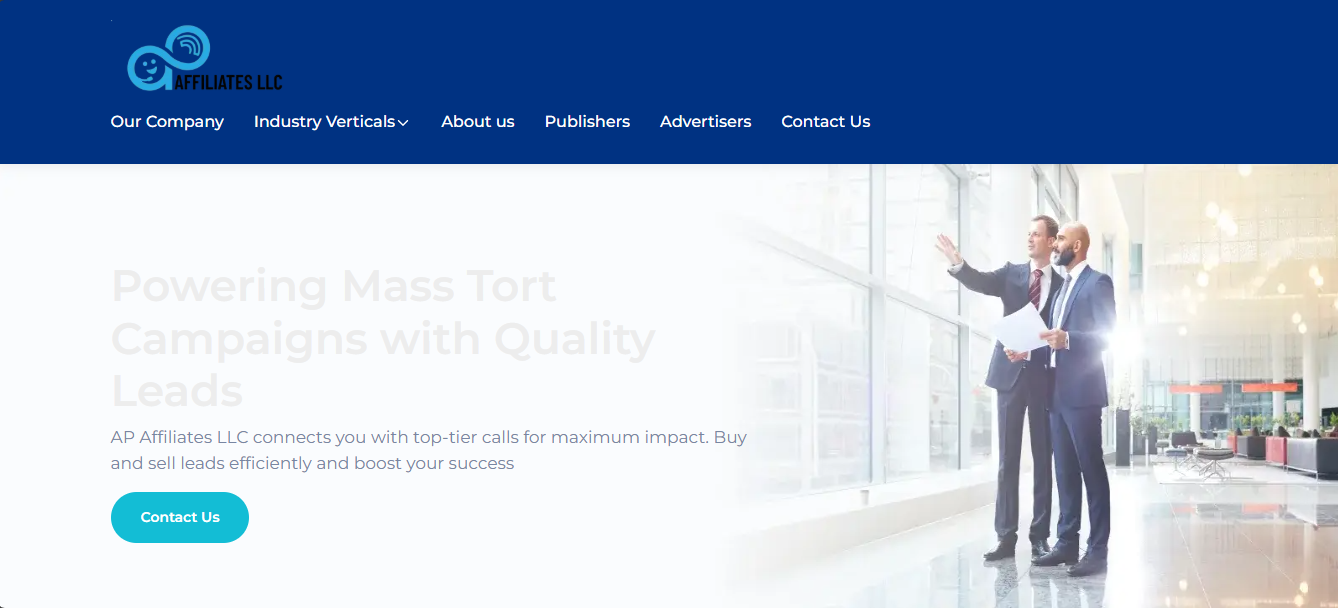 AFFILIATES LLC
Our Company Industry Verticals About us Publishers Advertisers Contact Us
Powering Mass Tort
Campaigns with Quality
Leads
AP Affiliates LLC connects you with top-tier calls for maximum impact. Buy
and sell leads efficiently and boost your success
Contact Us